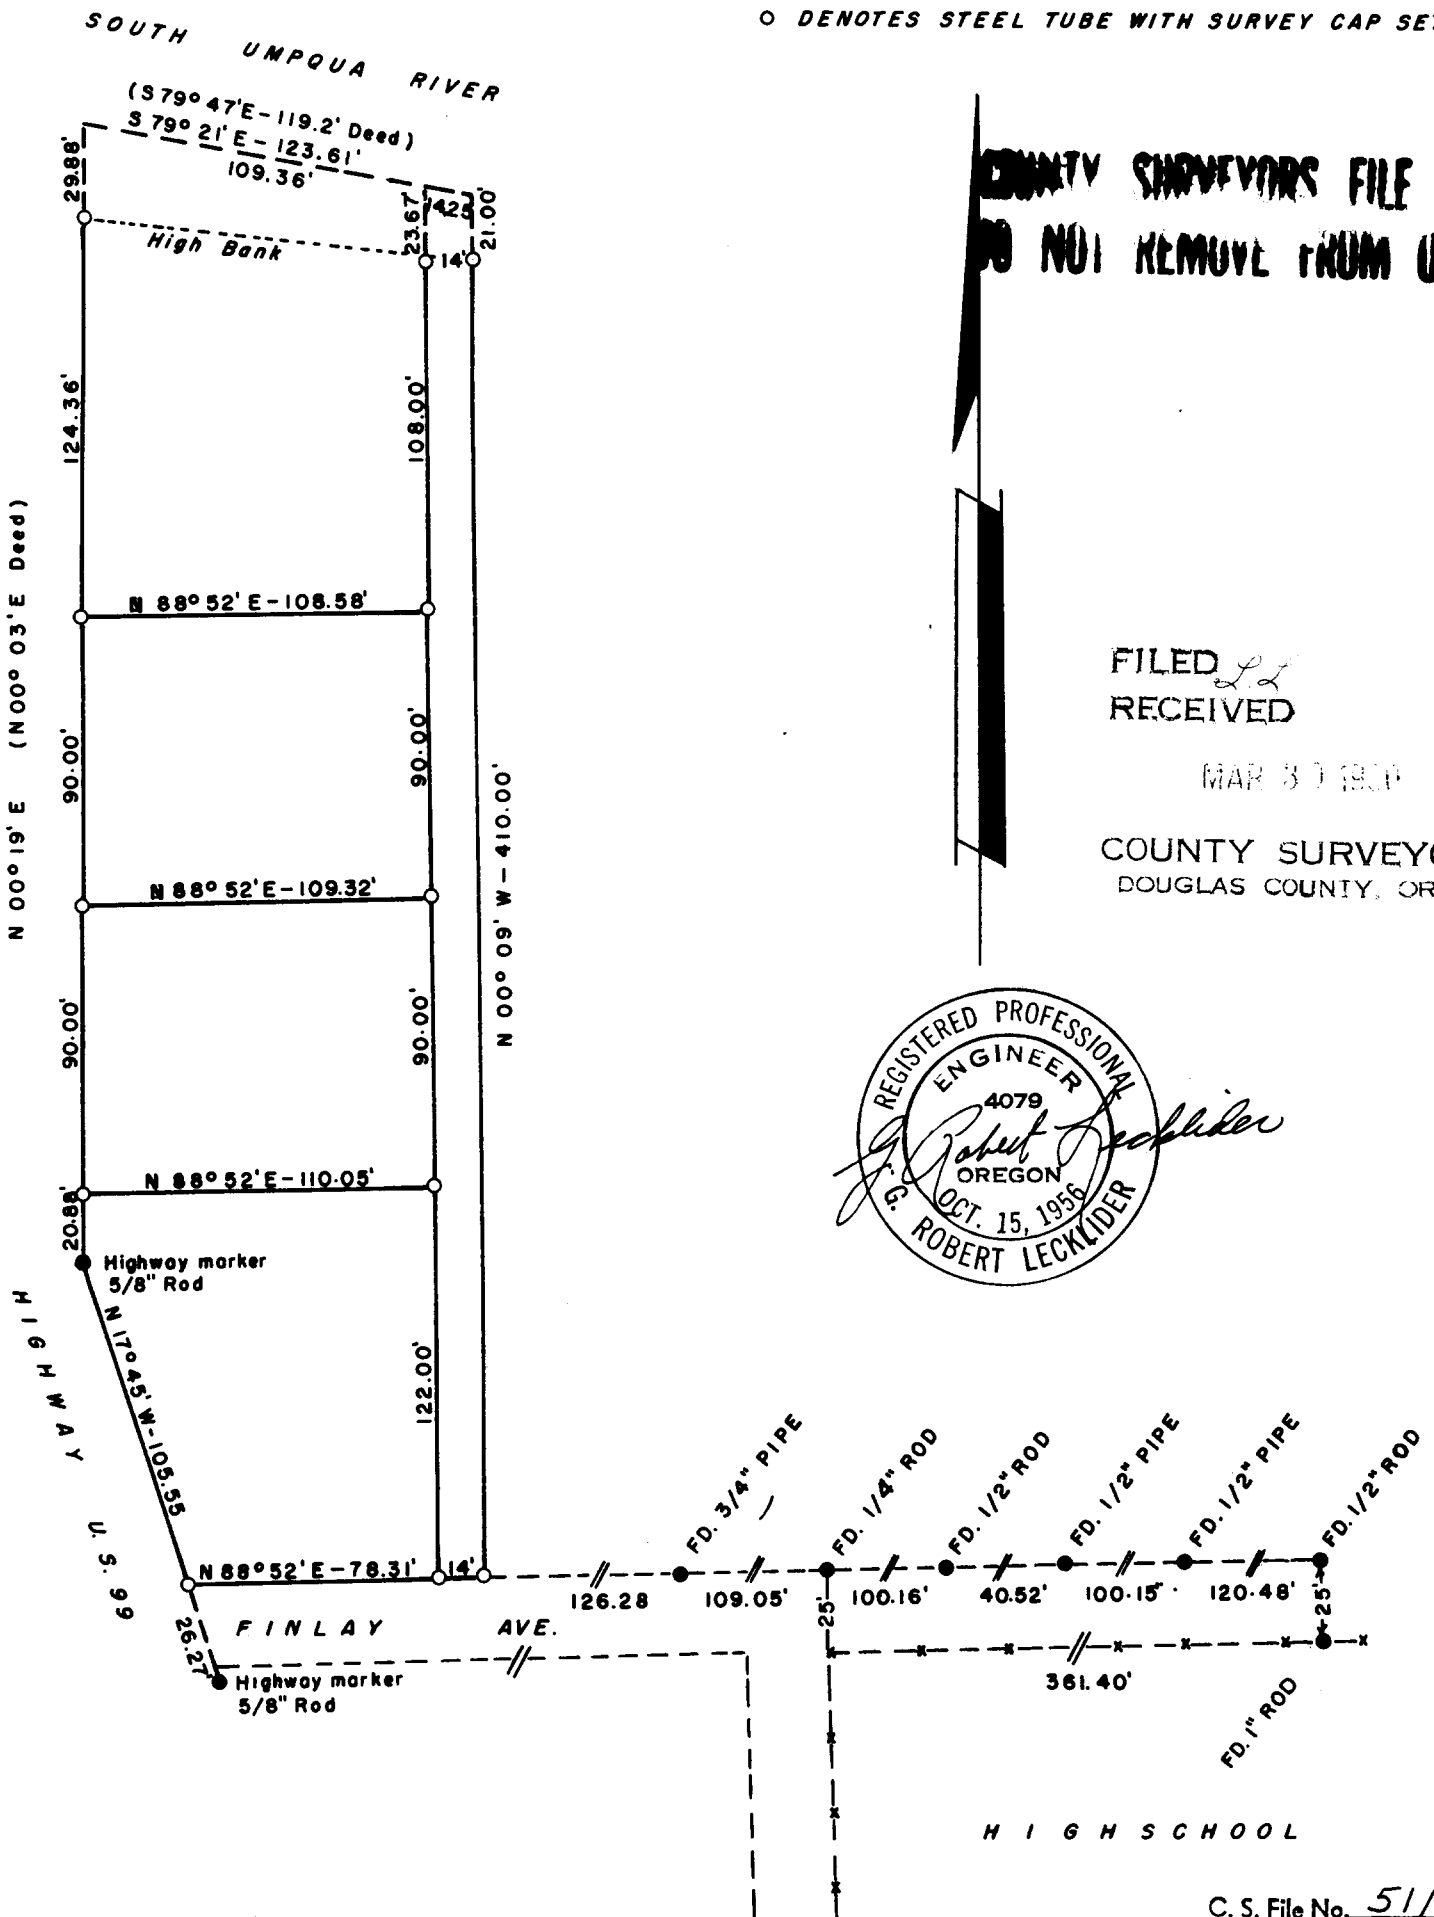 ○ DENOTES STEEL TUBE WITH SURVEY CAP
SOUTH UMPQUA RIVER
(S 79° 47' E - 119.2' Deed)
S 79° 21' E - 123.61'
109.36'
29.88'
23.67'
14.25
21.00'
High Bank
14'
COUNTY SURVEYORS FILE
DO NOT REMOVE FROM
124.36'
108.00'
N 00° 19' E (N 00° 03' E Deed)
N 88° 52' E - 108.58'
FILED
RECEIVED
MAR
COUNTY
DOUGLAS COUNTY,
90.00'
90.00'
N 00° 09' W - 410.00'
N 88° 52' E - 109.32'
90.00'
90.00'
REGISTERED PROFESSIONAL
ENGINEER
4079
G Robert Lecklider
OREGON
OCT. 15, 1956
G. ROBERT LECKLIDER
N 88° 52' E - 110.05'
20.88'
Highway marker
5/8" Rod
N 17° 45' W - 105.55
122.00'
HIGHWAY U. S. 99
N 88° 52' E - 78.31'
14'
FD. 3/4" PIPE
FD. 1/4" ROD
FD. 1/2" ROD
FD. 1/2" PIPE
FD. 1/2" PIPE
FD. 1/2" ROD
126.28
109.05'
100.16'
40.52'
100.15'
120.48'
25'
25'
FINLAY AVE.
26.27'
Highway marker
5/8" Rod
361.40'
FD. 1" ROD
HIGH SCHOOL
C. S. File No.